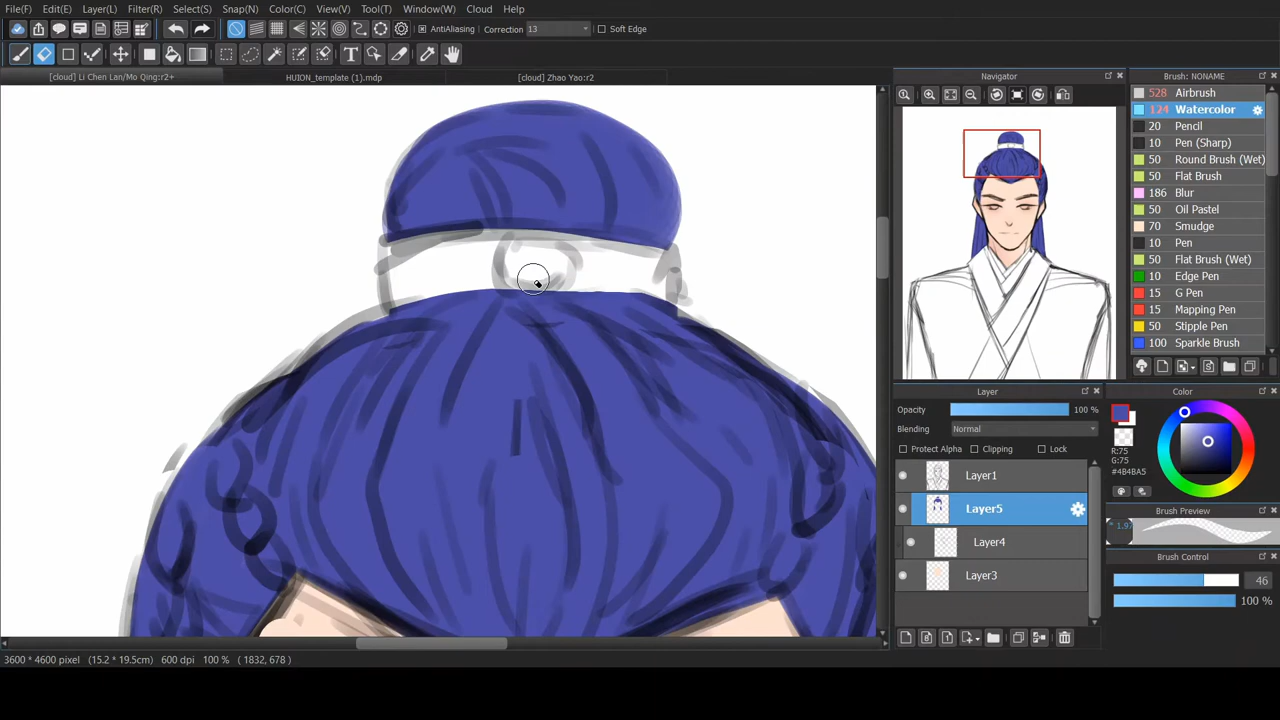 File(F) Edit(E) Layer(L) Filter(R) Select(S) Snap(N) Color(C) View(V) Tool(T) Window(W) Cloud Help
AntiAliasing Correction 13 Soft Edge
[cloud] Li Chen Lan/Mo Qing:r2+ HUION_template (1).mdp [cloud] Zhao Yao:r2
Navigator
Brush: NONAME
528 Airbrush
124 Watercolor
20 Pencil
10 Pen (Sharp)
50 Round Brush (Wet)
50 Flat Brush
186 Blur
50 Oil Pastel
70 Smudge
10 Pen
50 Flat Brush (Wet)
10 Edge Pen
15 G Pen
15 Mapping Pen
50 Stipple Pen
100 Sparkle Brush
Layer
Opacity 100 %
Blending Normal
Protect Alpha Clipping Lock
Layer1
Layer5
Layer4
Layer3
Color
R:75
G:75
#4B4BA5
Brush Preview
Brush Control
46
100 %
3600 * 4600 pixel (15.2 * 19.5cm) 600 dpi 100 % ( 1832, 678 )